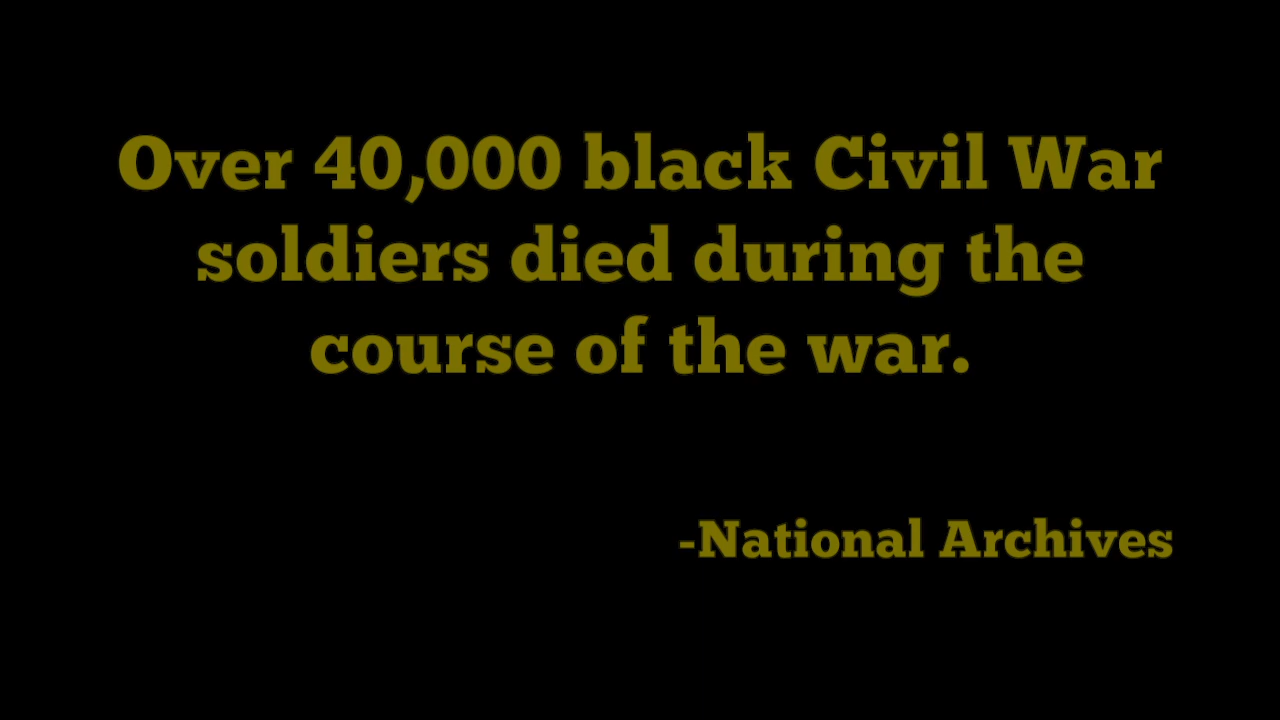 Over 40,000 black Civil War
soldiers died during the
course of the war.
-National Archives